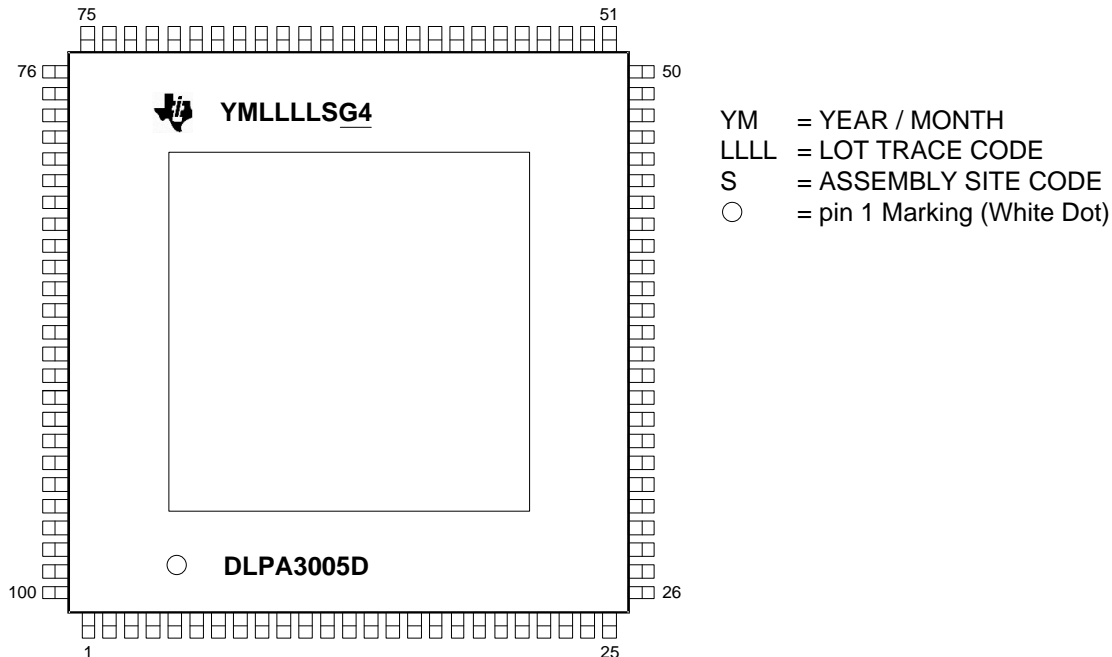 75 51
76 50
YMLLLLSG4
YM = YEAR / MONTH
LLLL = LOT TRACE CODE
S = ASSEMBLY SITE CODE
○ = pin 1 Marking (White Dot)
DLPA3005D
100 26
1 25